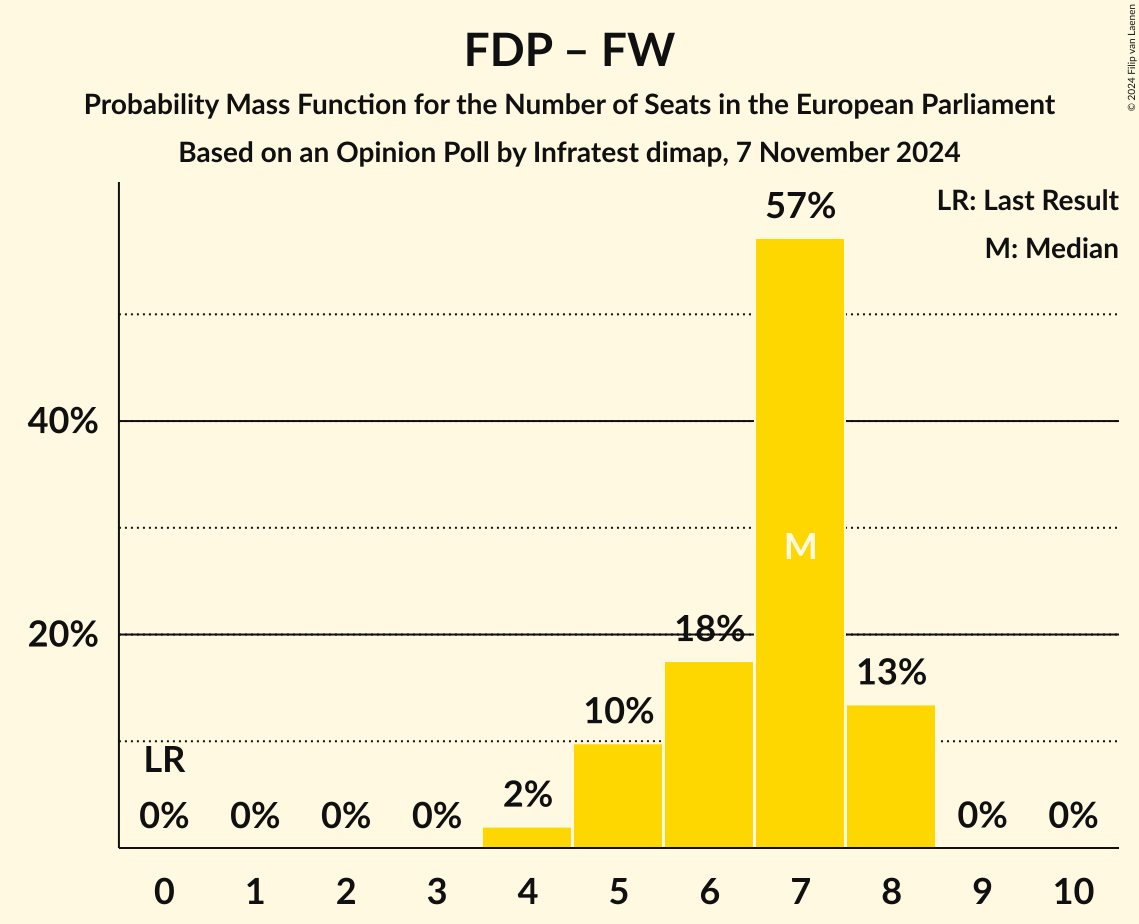 FDP – FW
Probability Mass Function for the Number of Seats in the European Parliament
Based on an Opinion Poll by Infratest dimap, 7 November 2024
© 2024 Filip van Laenen
LR: Last Result
M: Median
57%
40%
M
20%
18%
13%
10%
LR
2%
0% 0% 0% 0% 0% 0%
0 1 2 3 4 5 6 7 8 9 10